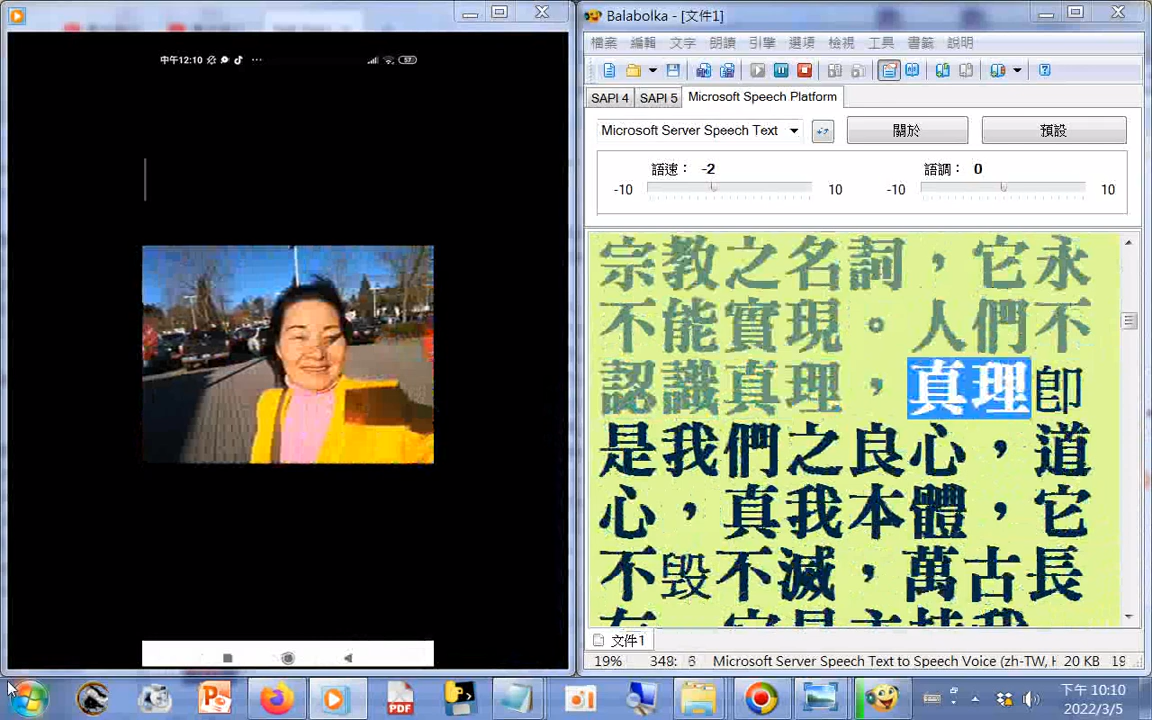 中午12:10
57
Balabolka - [文件1]
檔案 編輯 文字 朗讀 引擎 選項 檢視 工具 書籤 說明
SAPI 4 SAPI 5 Microsoft Speech Platform
Microsoft Server Speech Text 關於 預設
語速： -2 語調： 0
-10 10 -10 10
宗教之名詞，它永
不能實現。人們不
認識真理，真理卽
是我們之良心，道
心，真我本體，它
不毀不滅，萬古長
文件1
19% 348: 6 Microsoft Server Speech Text to Speech Voice (zh-TW, H 20 KB 19
PDF
下午 10:10
2022/3/5